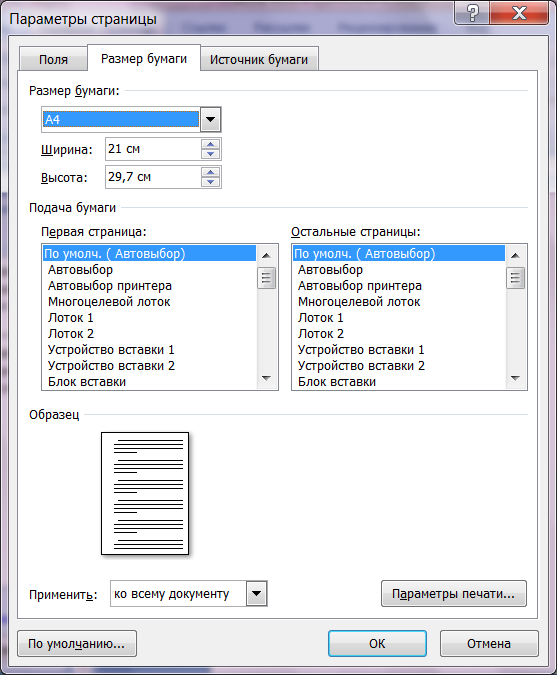 Параметры страницы
Поля
Размер бумаги
Источник бумаги
Размер бумаги:
А4
Ширина: 21 см
Высота: 29,7 см
Подача бумаги
Первая страница:
По умолч. ( Автовыбор)
Автовыбор
Автовыбор принтера
Многоцелевой лоток
Лоток 1
Лоток 2
Устройство вставки 1
Устройство вставки 2
Блок вставки
Остальные страницы:
По умолч. ( Автовыбор)
Автовыбор
Автовыбор принтера
Многоцелевой лоток
Лоток 1
Лоток 2
Устройство вставки 1
Устройство вставки 2
Блок вставки
Образец
Применить: ко всему документу
Параметры печати...
По умолчанию...
ОК
Отмена